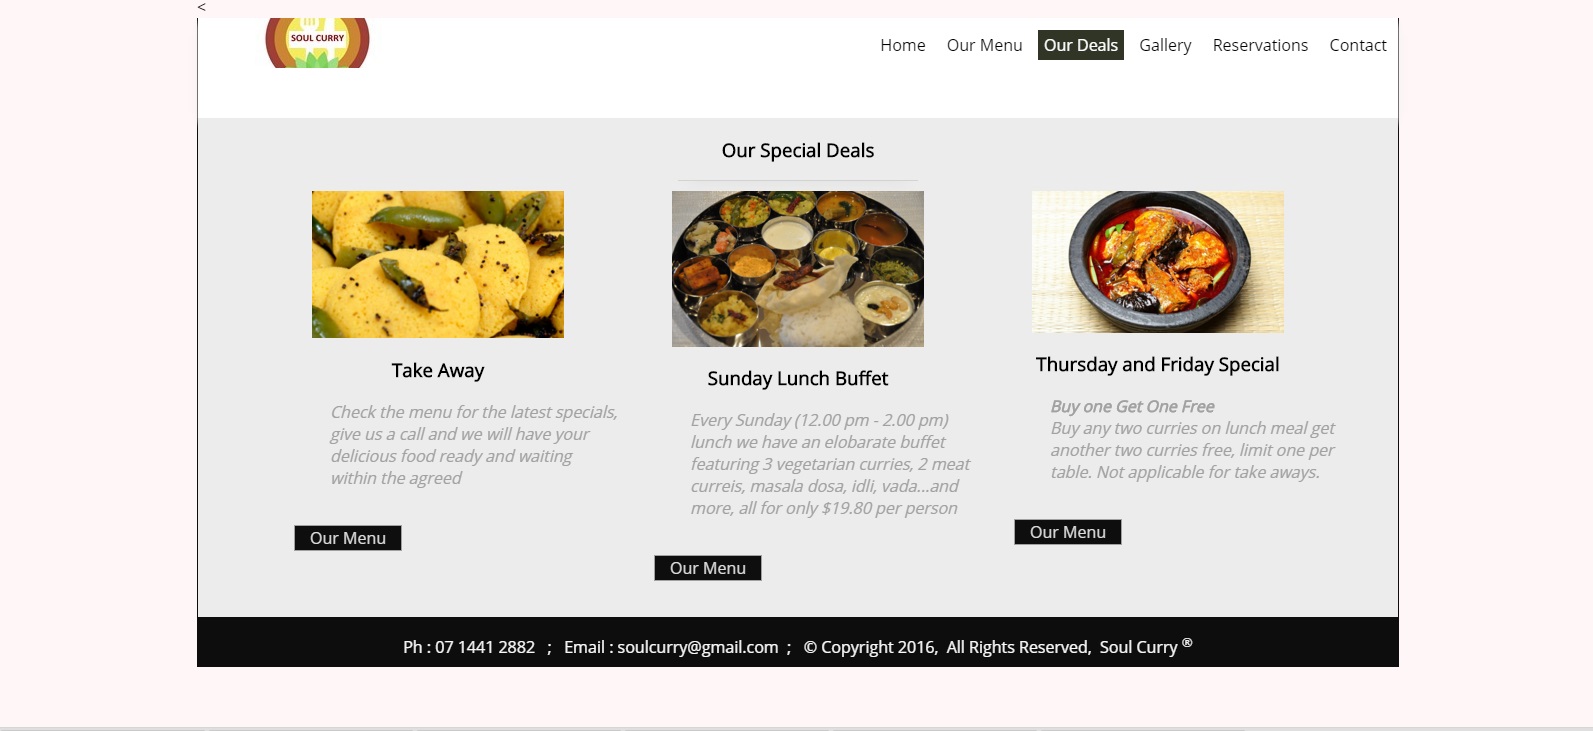 <
SOUL CURRY
Home Our Menu Our Deals Gallery Reservations Contact
Our Special Deals
Take Away
Check the menu for the latest specials,
give us a call and we will have your
delicious food ready and waiting
within the agreed
Our Menu
Sunday Lunch Buffet
Every Sunday (12.00 pm - 2.00 pm)
lunch we have an elobarate buffet
featuring 3 vegetarian curries, 2 meat
curreis, masala dosa, idli, vada...and
more, all for only $19.80 per person
Our Menu
Thursday and Friday Special
Buy one Get One Free
Buy any two curries on lunch meal get
another two curries free, limit one per
table. Not applicable for take aways.
Our Menu
Ph : 07 1441 2882 ; Email : soulcurry@gmail.com ; © Copyright 2016, All Rights Reserved, Soul Curry ®